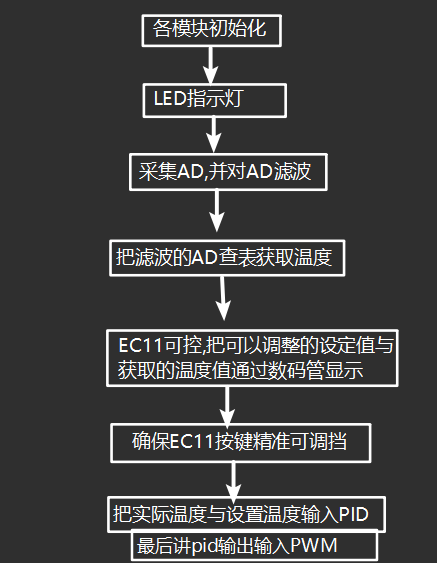 各模块初始化
LED指示灯
采集AD,并对AD滤波
把滤波的AD查表获取温度
EC11可控,把可以调整的设定值与
获取的温度值通过数码管显示
确保EC11按键精准可调挡
把实际温度与设置温度输入PID
最后讲pid输出输入PWM